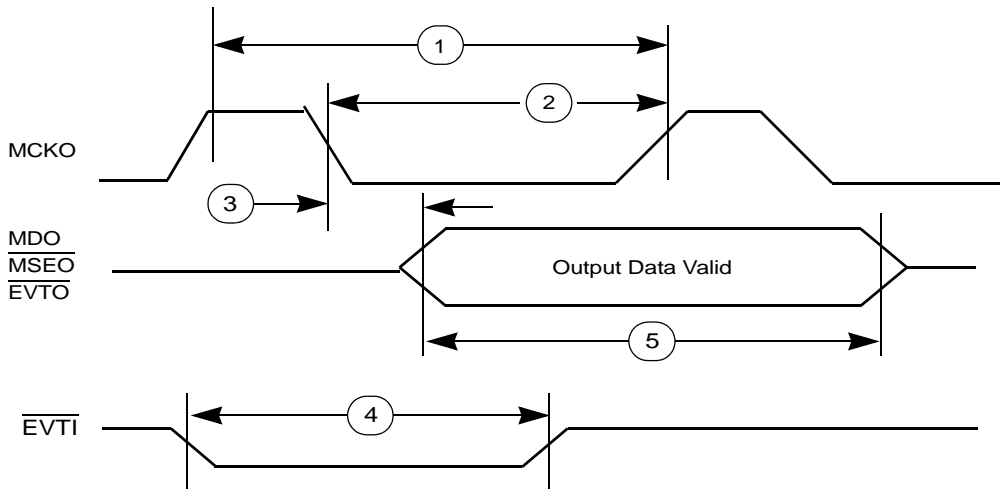 1
2
MCKO
3
MDO
MSEO
EVTO
Output Data Valid
5
EVTI
4